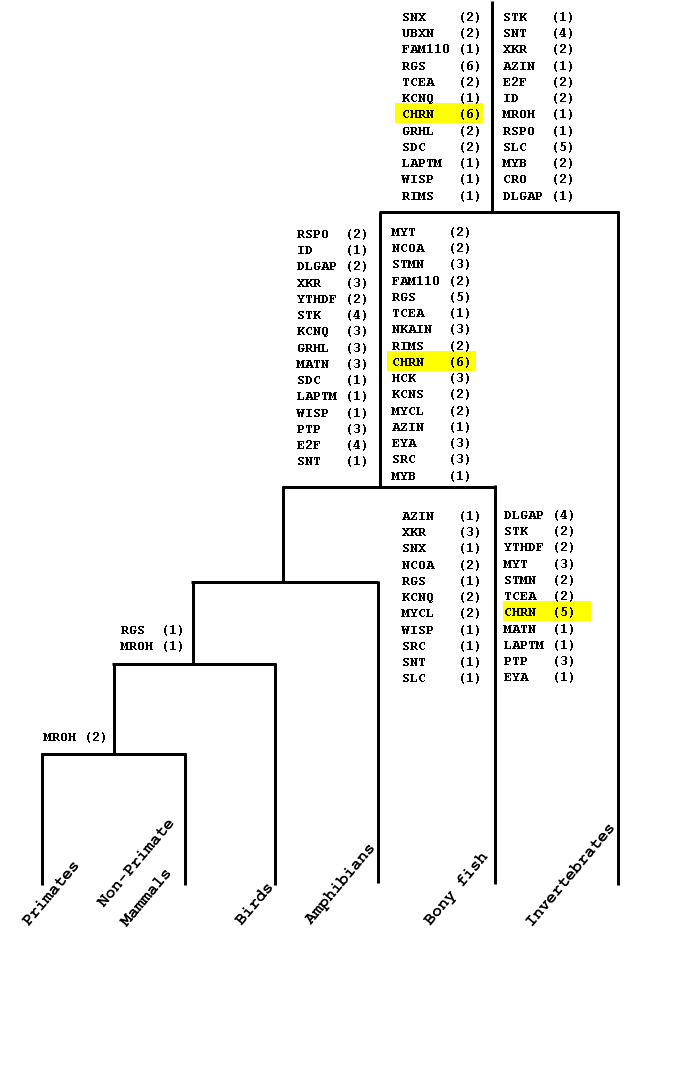 SNX (2) STK (1)
UBXN (2) SNT (4)
FAM110 (1) XKR (2)
RGS (6) AZIN (1)
TCEA (2) E2F (2)
KCNQ (1) ID (2)
CHRN (6) MROH (1)
GRHL (2) RSPO (1)
SDC (2) SLC (5)
LAPTM (1) MYB (2)
WISP (1) CRO (2)
RIMS (1) DLGAP (1)
RSPO (2) MYT (2)
ID (1) NCOA (2)
DLGAP (2) STMN (3)
XKR (3) FAM110 (2)
YTHDF (2) RGS (5)
STK (4) TCEA (1)
KCNQ (3) NKAIN (3)
GRHL (3) RIMS (2)
MATN (3) CHRN (6)
SDC (1) HCK (3)
LAPTM (1) KCNS (2)
WISP (1) MYCL (2)
PTP (3) AZIN (1)
E2F (4) EYA (3)
SNT (1) SRC (3)
MYB (1)
AZIN (1) DLGAP (4)
XKR (3) STK (2)
SNX (1) YTHDF (2)
NCOA (2) MYT (3)
RGS (1) STMN (2)
KCNQ (2) TCEA (2)
MYCL (2) CHRN (5)
WISP (1) MATN (1)
SRC (1) LAPTM (1)
SNT (1) PTP (3)
SLC (1) EYA (1)
RGS (1)
MROH (1)
MROH (2)
Primates
Non-Primate
Mammals
Birds
Amphibians
Bony fish
Invertebrates